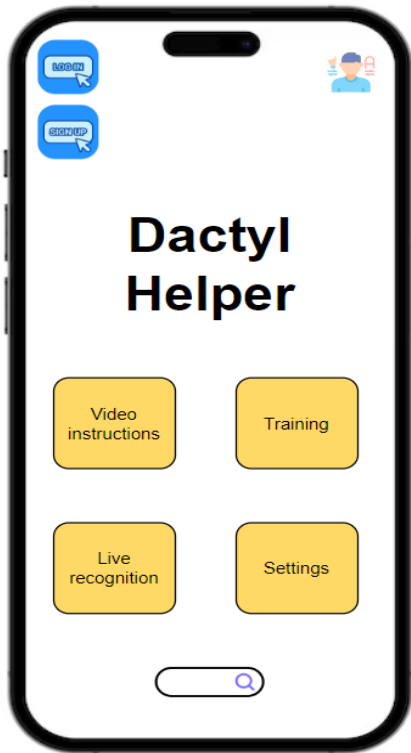 LOG IN
SIGN UP
Dactyl
Helper
Video
instructions
Training
Live
recognition
Settings